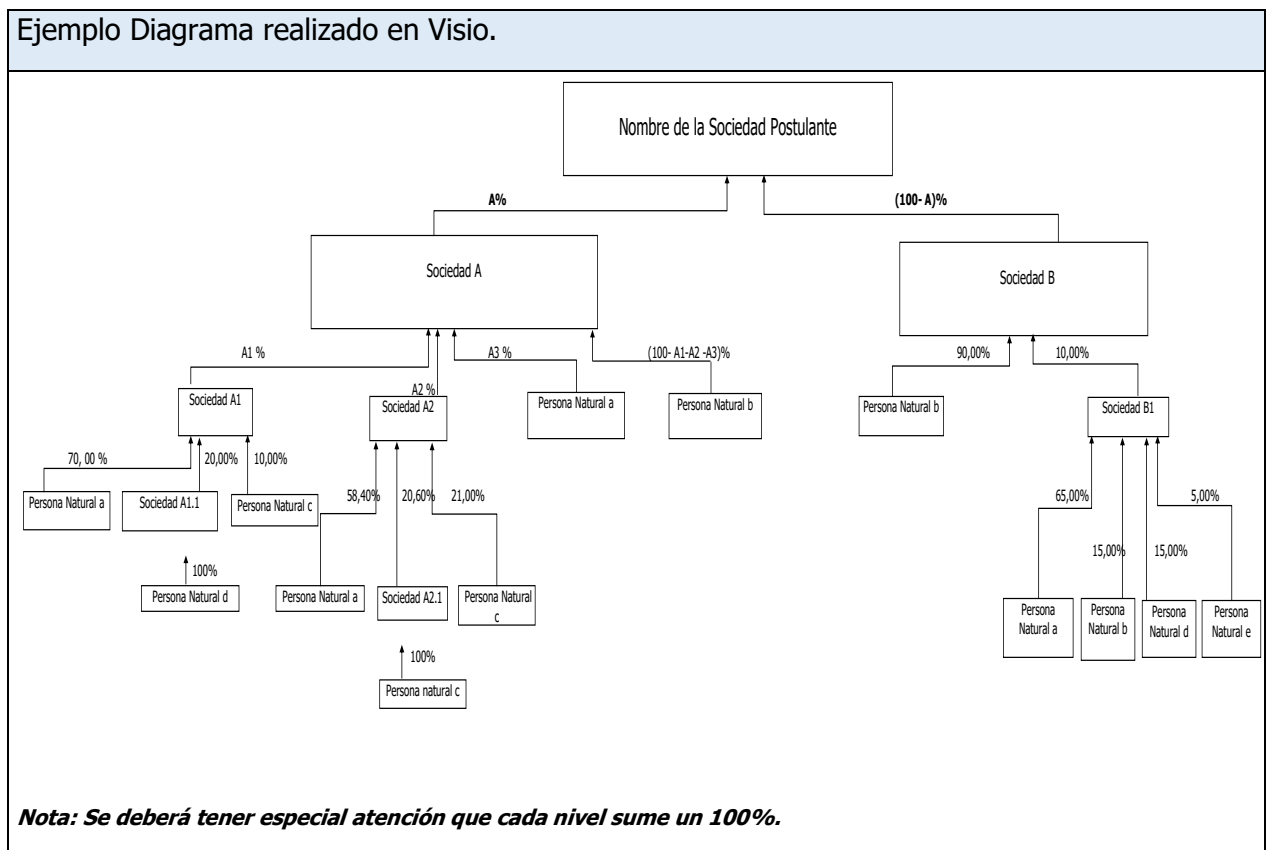 Ejemplo Diagrama realizado en Visio.
Nombre de la Sociedad Postulante
A%
(100- A)%
Sociedad A
Sociedad B
A1 %
A3 %
(100- A1-A2 -A3)%
90,00%
10,00%
A2 %
Sociedad A1
Sociedad A2
Persona Natural a
Persona Natural b
Persona Natural b
Sociedad B1
70, 00 %
20,00%
10,00%
58,40%
20,60%
21,00%
65,00%
5,00%
Persona Natural a
Sociedad A1.1
Persona Natural c
15,00%
15,00%
100%
Persona Natural d
Persona Natural a
Sociedad A2.1
Persona Natural
c
Persona
Natural a
Persona
Natural b
Persona
Natural d
Persona
Natural e
100%
Persona natural c
Nota: Se deberá tener especial atención que cada nivel sume un 100%.